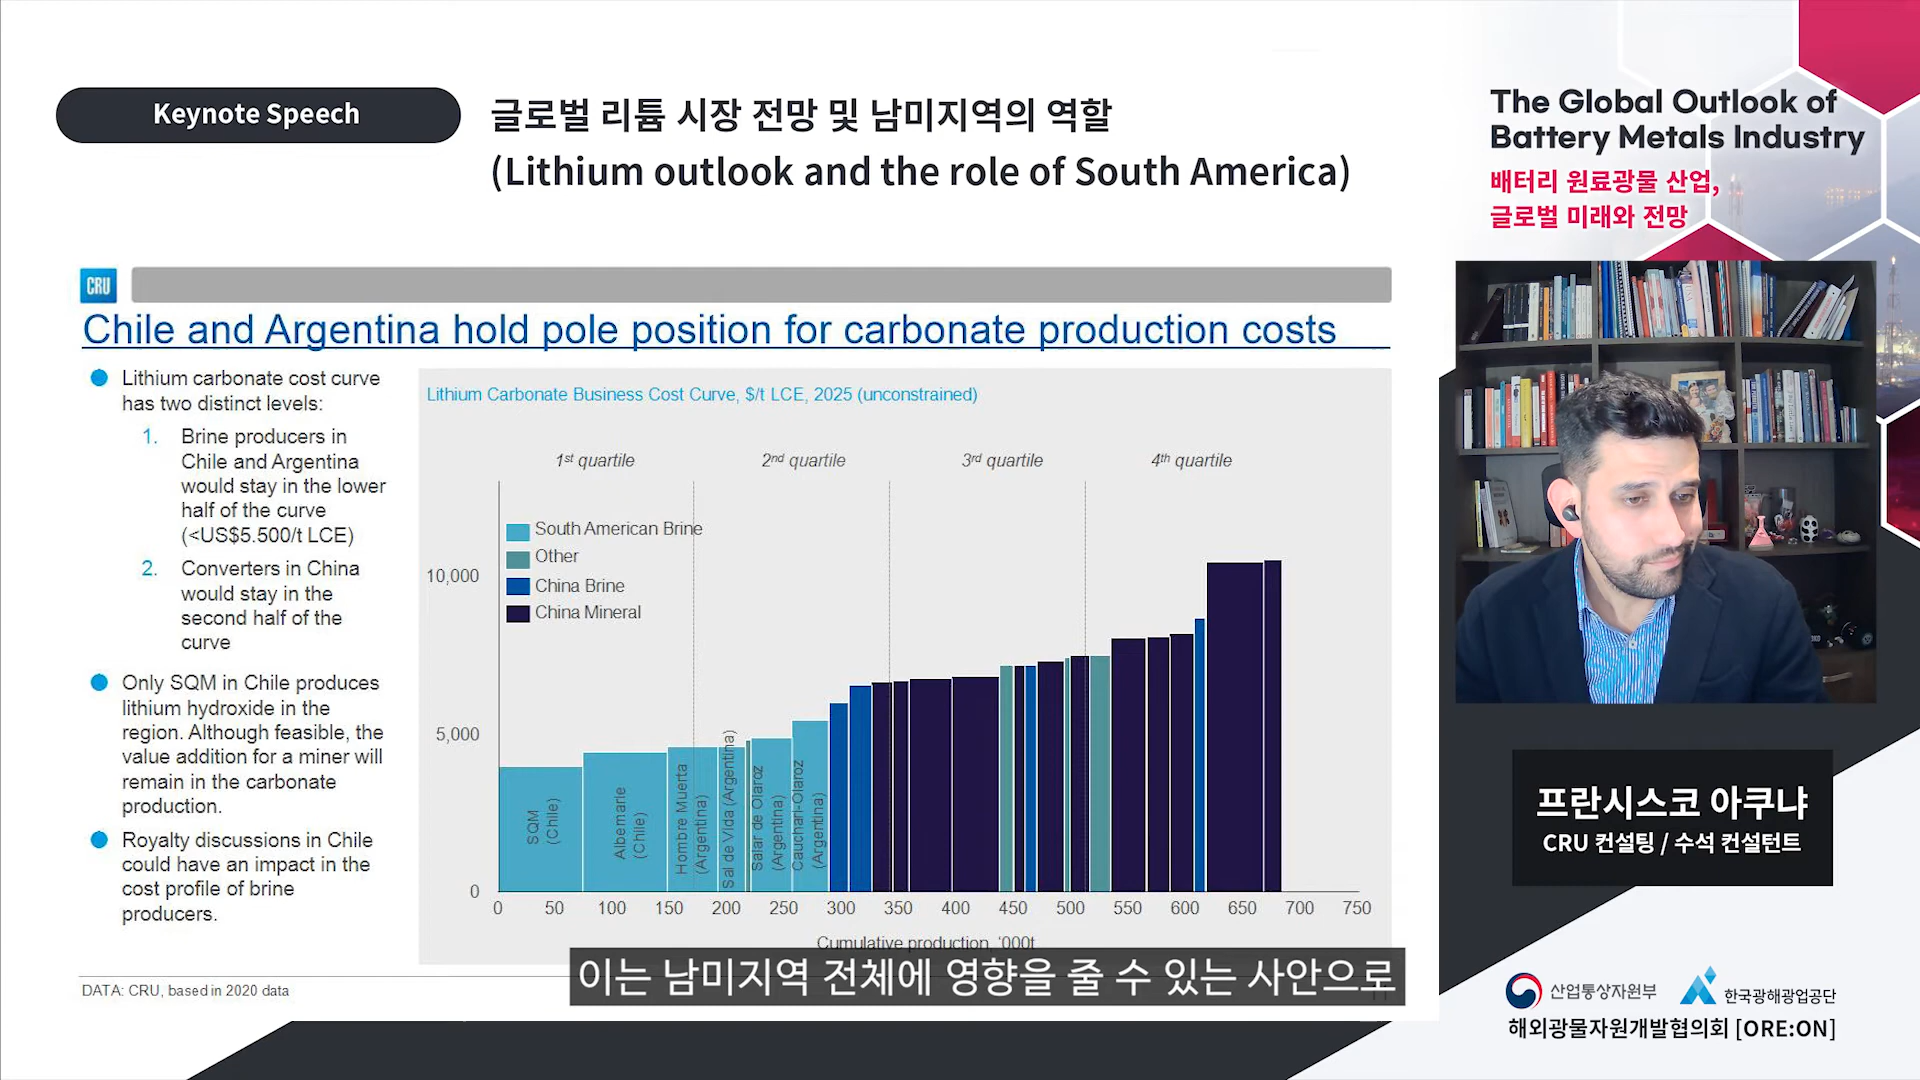 Keynote Speech
글로벌 리튬 시장 전망 및 남미지역의 역할
(Lithium outlook and the role of South America)
The Global Outlook of
Battery Metals Industry
배터리 원료광물 산업,
글로벌 미래와 전망
CRU
Chile and Argentina hold pole position for carbonate production costs
Lithium carbonate cost curve
has two distinct levels:
1. Brine producers in
Chile and Argentina
would stay in the lower
half of the curve
(<US$5.500/t LCE)
2. Converters in China
would stay in the
second half of the
curve
Only SQM in Chile produces
lithium hydroxide in the
region. Although feasible, the
value addition for a miner will
remain in the carbonate
production.
Royalty discussions in Chile
could have an impact in the
cost profile of brine
producers.
Lithium Carbonate Business Cost Curve, $/t LCE, 2025 (unconstrained)
1st quartile 2nd quartile 3rd quartile 4th quartile
South American Brine
Other
China Brine
China Mineral
10,000
5,000
0
SQM
(Chile)
Albemarle
(Chile)
Hombre Muerta
(Argentina)
Sal de Vida (Argentina)
Salar de Olaroz
(Argentina)
Cauchari-Olaroz
(Argentina)
0 50 100 150 200 250 300 350 400 450 500 550 600 650 700 750
Cumulative production, '000t
DATA: CRU, based in 2020 data
이는 남미지역 전체에 영향을 줄 수 있는 사안으로
프란시스코 아쿠냐
CRU 컨설팅 / 수석 컨설턴트
산업통상자원부 한국광해광업공단
해외광물자원개발협의회 [ORE:ON]